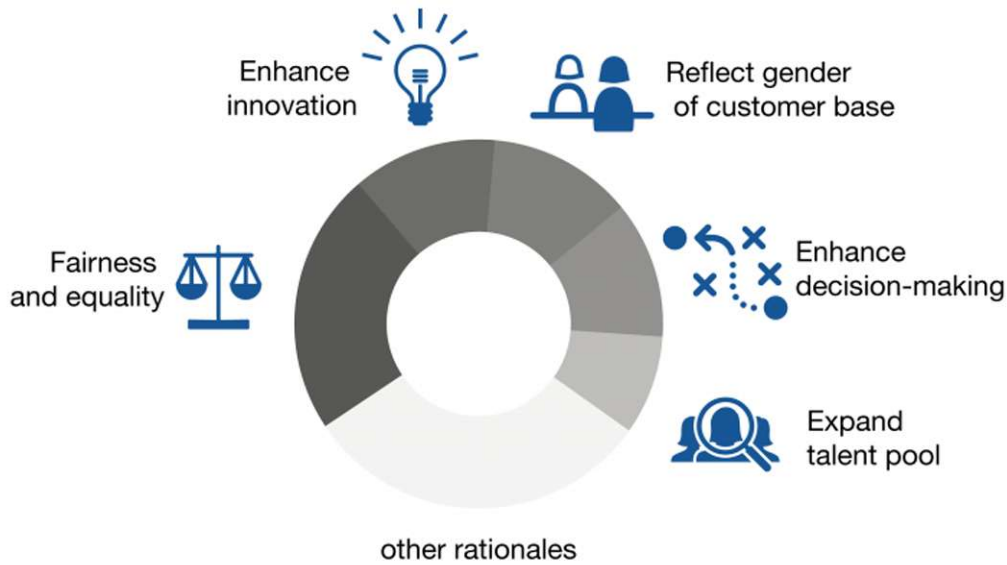 Enhance
innovation
Reflect gender
of customer base
Fairness
and equality
Enhance
decision-making
Expand
talent pool
other rationales